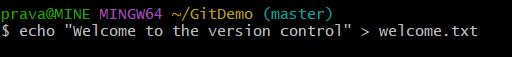 prava@MINE MINGW64 ~/GitDemo (master)
$ echo "Welcome to the version control" > welcome.txt